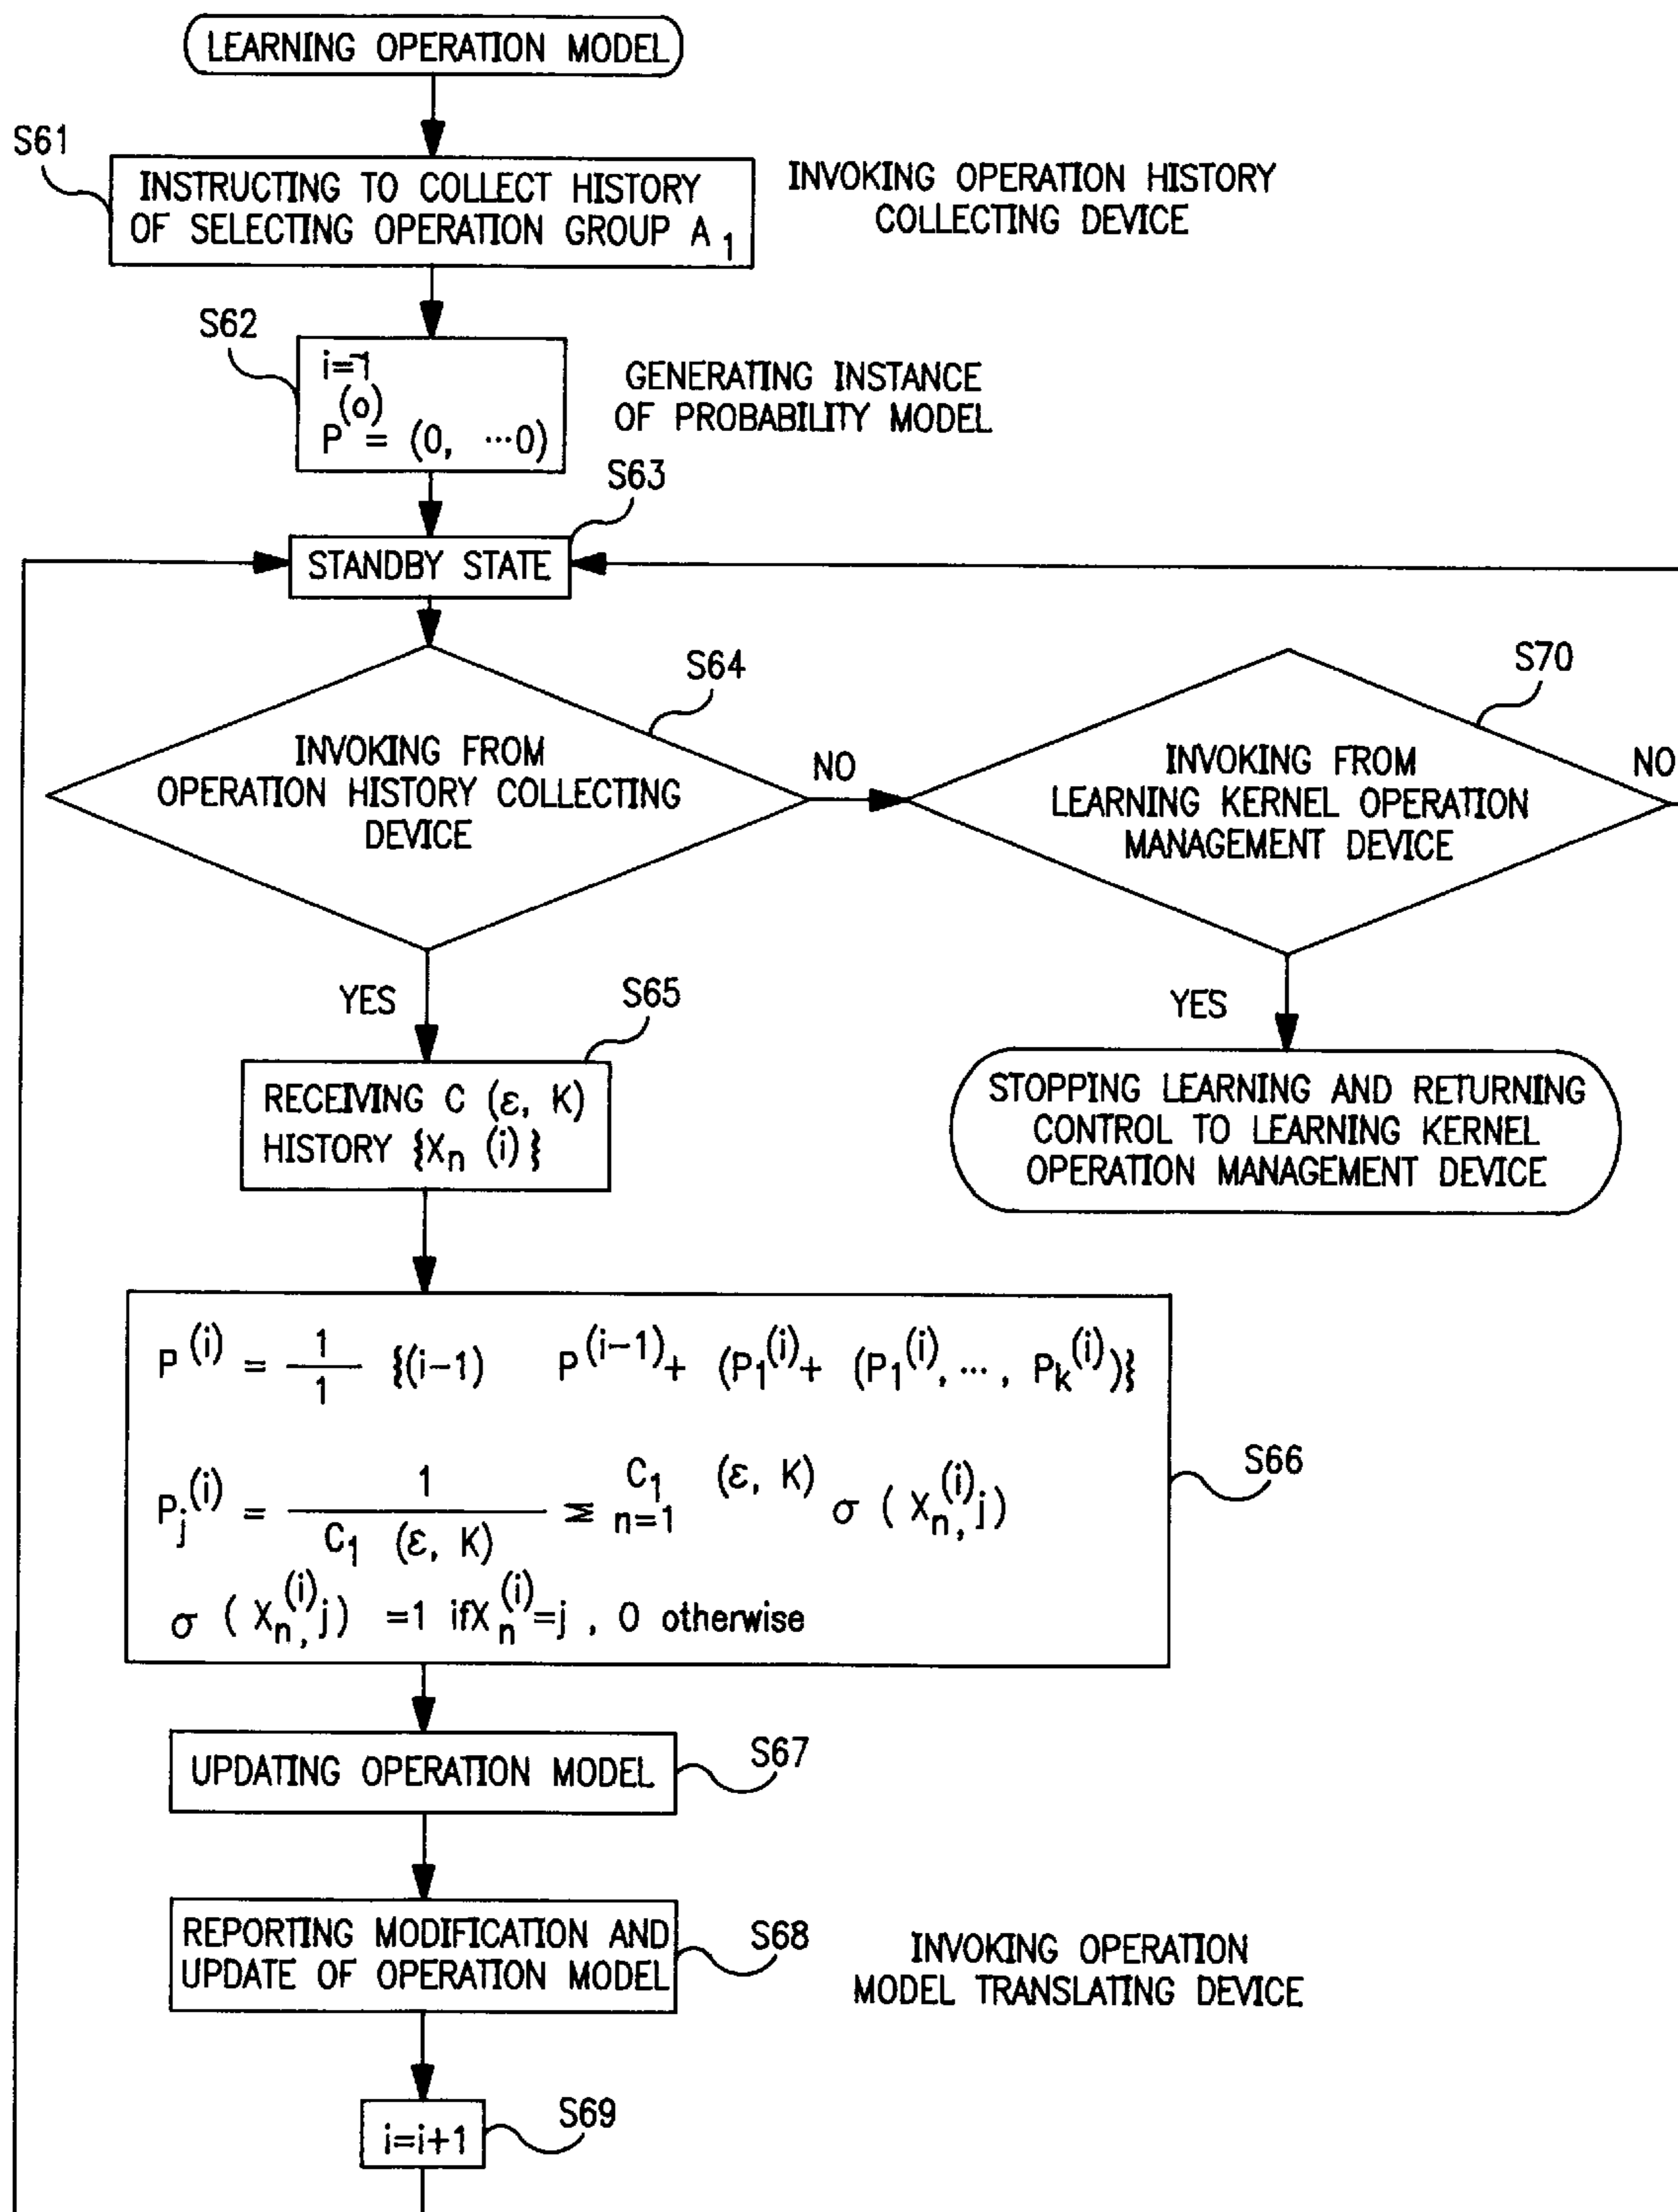 LEARNING OPERATION MODEL
S61
INSTRUCTING TO COLLECT HISTORY
OF SELECTING OPERATION GROUP A 1
INVOKING OPERATION HISTORY
COLLECTING DEVICE
S62
i=1
(o)
P = (0, ···0)
GENERATING INSTANCE
OF PROBABILITY MODEL
S63
STANDBY STATE
S64
INVOKING FROM
OPERATION HISTORY COLLECTING
DEVICE
NO
S70
INVOKING FROM
LEARNING KERNEL OPERATION
MANAGEMENT DEVICE
NO
YES
S65
RECEIVING C (ε, K)
HISTORY {Xn (i)}
YES
STOPPING LEARNING AND RETURNING
CONTROL TO LEARNING KERNEL
OPERATION MANAGEMENT DEVICE
P(i) = 1/1 {(i-1) P(i-1)+ (P1(i)+ (P1(i), ···, Pk(i))}
Pj(i) = 1/C1 (ε, K) Σ C1 (ε, K) n=1 σ (Xn,(i)j)
σ (Xn,(i)j) =1 ifXn(i)=j , 0 otherwise
S66
UPDATING OPERATION MODEL
S67
REPORTING MODIFICATION AND
UPDATE OF OPERATION MODEL
S68
INVOKING OPERATION
MODEL TRANSLATING DEVICE
i=i+1
S69